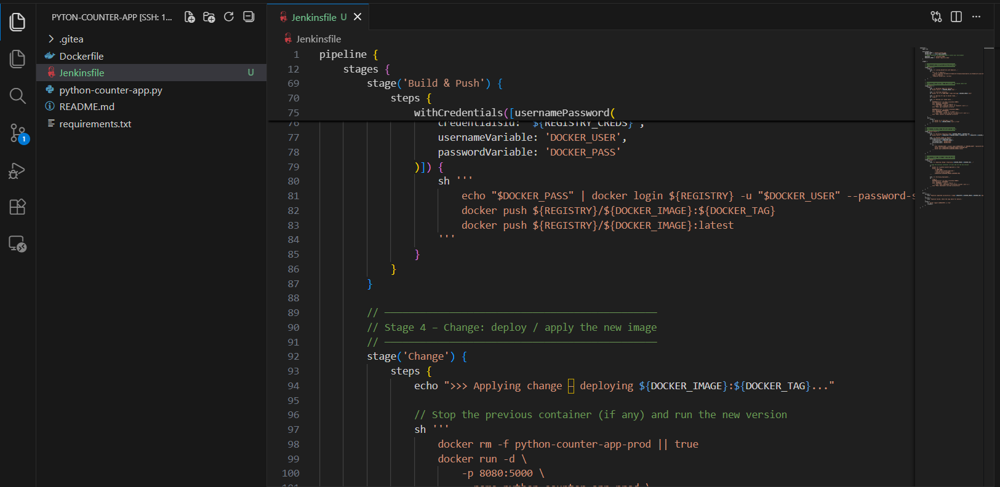 PYTON-COUNTER-APP [SSH: 1...
.gitea
Dockerfile
Jenkinsfile U
python-counter-app.py
README.md
requirements.txt
1
Jenkinsfile U
Jenkinsfile
1 pipeline {
12 stages {
69 stage('Build & Push') {
70 steps {
75 withCredentials([usernamePassword(
76 credentialsId: "${REGISTRY_CREDS}",
77 usernameVariable: 'DOCKER_USER',
78 passwordVariable: 'DOCKER_PASS'
79 )]) {
80 sh '''
81 echo "$DOCKER_PASS" | docker login ${REGISTRY} -u "$DOCKER_USER" --password-s
82 docker push ${REGISTRY}/${DOCKER_IMAGE}:${DOCKER_TAG}
83 docker push ${REGISTRY}/${DOCKER_IMAGE}:latest
84 '''
85 }
86 }
87 }
88
89 // ──────────────────────────────────────────────
90 // Stage 4 – Change: deploy / apply the new image
91 // ──────────────────────────────────────────────
92 stage('Change') {
93 steps {
94 echo ">>> Applying change – deploying ${DOCKER_IMAGE}:${DOCKER_TAG}..."
95
96 // Stop the previous container (if any) and run the new version
97 sh '''
98 docker rm -f python-counter-app-prod || true
99 docker run -d \
100 -p 8080:5000 \
101 --name python-counter-app-prod \